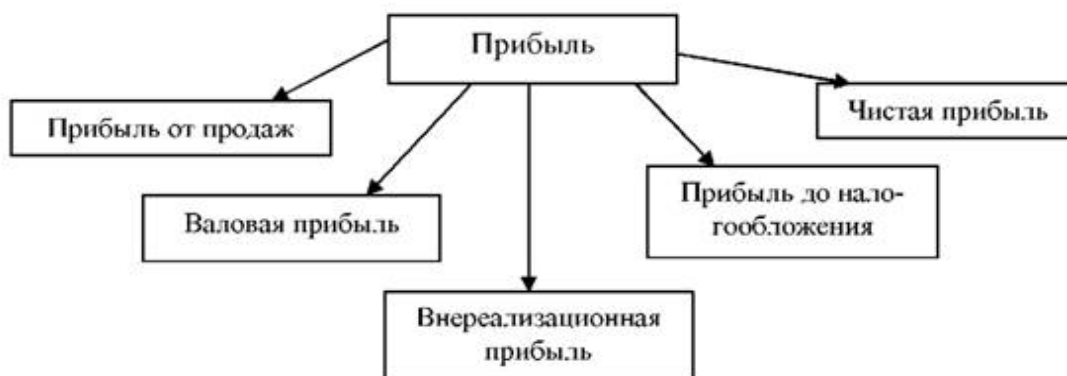 Прибыль
Прибыль от продаж
Чистая прибыль
Валовая прибыль
Прибыль до нало-
гообложения
Внереализационная
прибыль